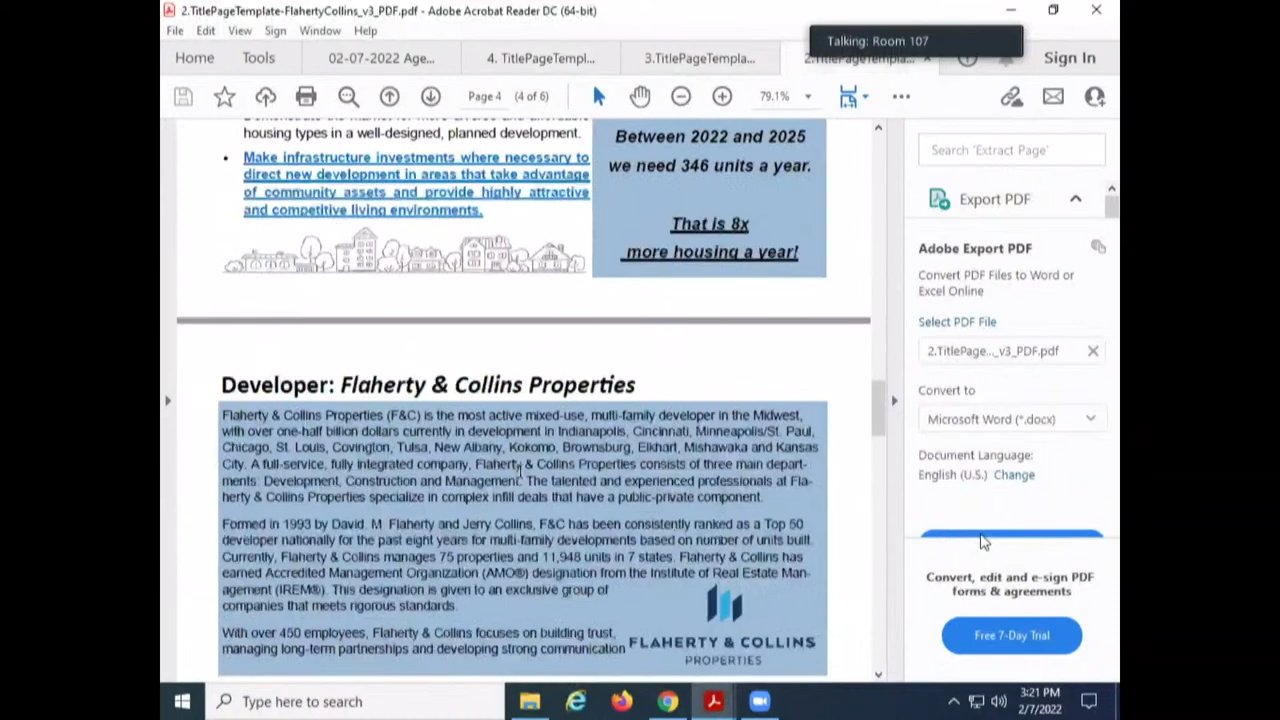 2.TitlePageTemplate-FlahertyCollins_v3_PDF.pdf - Adobe Acrobat Reader DC (64-bit)
File Edit View Sign Window Help
Talking: Room 107
Home Tools 02-07-2022 Age... 4. TitlePageTempl... 3.TitlePageTempla... 2.TitlePageTempla... Sign In
Page 4 (4 of 6) 79.1%
housing types in a well-designed, planned development.
• Make infrastructure investments where necessary to
direct new development in areas that take advantage
of community assets and provide highly attractive
and competitive living environments.
Between 2022 and 2025
we need 346 units a year.
That is 8x
more housing a year!
Developer: Flaherty & Collins Properties
Flaherty & Collins Properties (F&C) is the most active mixed-use, multi-family developer in the Midwest,
with over one-half billion dollars currently in development in Indianapolis, Cincinnati, Minneapolis/St. Paul,
Chicago, St. Louis, Covington, Tulsa, New Albany, Kokomo, Brownsburg, Elkhart, Mishawaka and Kansas
City. A full-service, fully integrated company, Flaherty & Collins Properties consists of three main depart-
ments: Development, Construction and Management. The talented and experienced professionals at Fla-
herty & Collins Properties specialize in complex infill deals that have a public-private component.
Formed in 1993 by David. M Flaherty and Jerry Collins, F&C has been consistently ranked as a Top 50
developer nationally for the past eight years for multi-family developments based on number of units built.
Currently, Flaherty & Collins manages 75 properties and 11,948 units in 7 states. Flaherty & Collins has
earned Accredited Management Organization (AMO®) designation from the Institute of Real Estate Man-
agement (IREM®). This designation is given to an exclusive group of
companies that meets rigorous standards.
With over 450 employees, Flaherty & Collins focuses on building trust,
managing long-term partnerships and developing strong communication
FLAHERTY & COLLINS
PROPERTIES
Search 'Extract Page'
Export PDF
Adobe Export PDF
Convert PDF Files to Word or
Excel Online
Select PDF File
2.TitlePage..._v3_PDF.pdf
Convert to
Microsoft Word (*.docx)
Document Language:
English (U.S.) Change
Convert, edit and e-sign PDF
forms & agreements
Free 7-Day Trial
Type here to search
3:21 PM
2/7/2022